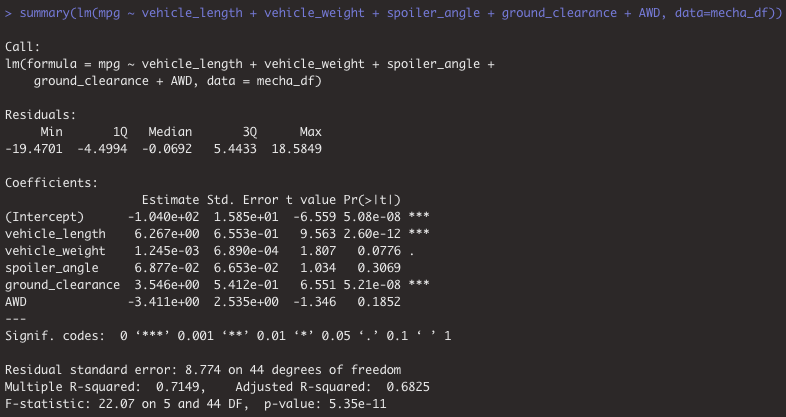 > summary(lm(mpg ~ vehicle_length + vehicle_weight + spoiler_angle + ground_clearance + AWD, data=mecha_df))
Call:
lm(formula = mpg ~ vehicle_length + vehicle_weight + spoiler_angle +
    ground_clearance + AWD, data = mecha_df)
Residuals:
     Min       1Q   Median       3Q      Max
-19.4701  -4.4994  -0.0692   5.4433  18.5849
Coefficients:
                   Estimate Std. Error t value Pr(>|t|)
(Intercept)      -1.040e+02  1.585e+01  -6.559 5.08e-08 ***
vehicle_length    6.267e+00  6.553e-01   9.563 2.60e-12 ***
vehicle_weight    1.245e-03  6.890e-04   1.807   0.0776 .
spoiler_angle     6.877e-02  6.653e-02   1.034   0.3069
ground_clearance  3.546e+00  5.412e-01   6.551 5.21e-08 ***
AWD              -3.411e+00  2.535e+00  -1.346   0.1852
---
Signif. codes:  0 ‘***’ 0.001 ‘**’ 0.01 ‘*’ 0.05 ‘.’ 0.1 ‘ ’ 1
Residual standard error: 8.774 on 44 degrees of freedom
Multiple R-squared:  0.7149,    Adjusted R-squared:  0.6825
F-statistic: 22.07 on 5 and 44 DF,  p-value: 5.35e-11